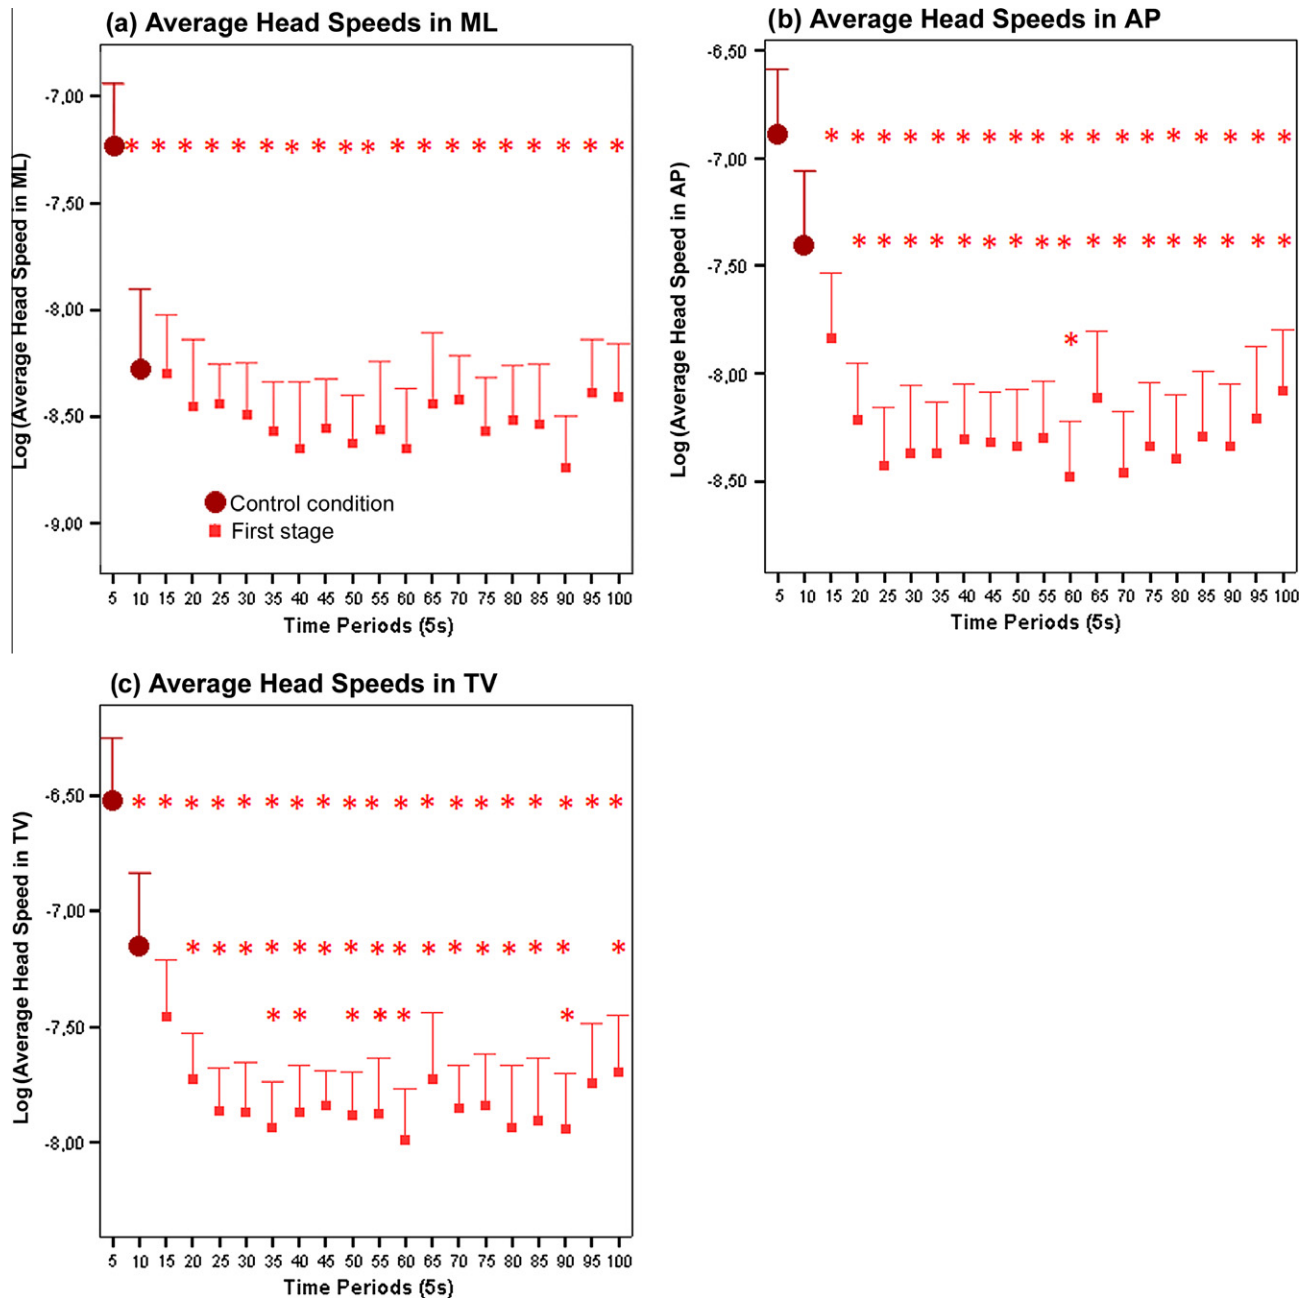 (a) Average Head Speeds in ML
Log (Average Head Speed in ML)
-7,00
-7,50
-8,00
-8,50
-9,00
* * * * * * * * * * * * * * * * * * *
Control condition
First stage
5 10 15 20 25 30 35 40 45 50 55 60 65 70 75 80 85 90 95 100
Time Periods (5s)
(b) Average Head Speeds in AP
Log (Average Head Speed in AP)
-6,50
-7,00
-7,50
-8,00
-8,50
* * * * * * * * * * * * * * * * * *
* * * * * * * * * * * * * * * * *
*
5 10 15 20 25 30 35 40 45 50 55 60 65 70 75 80 85 90 95 100
Time Periods (5s)
(c) Average Head Speeds in TV
Log (Average Head Speed in TV)
-6,50
-7,00
-7,50
-8,00
* * * * * * * * * * * * * * * * * * *
* * * * * * * * * * * * * * * *
* * * * * *
5 10 15 20 25 30 35 40 45 50 55 60 65 70 75 80 85 90 95 100
Time Periods (5s)